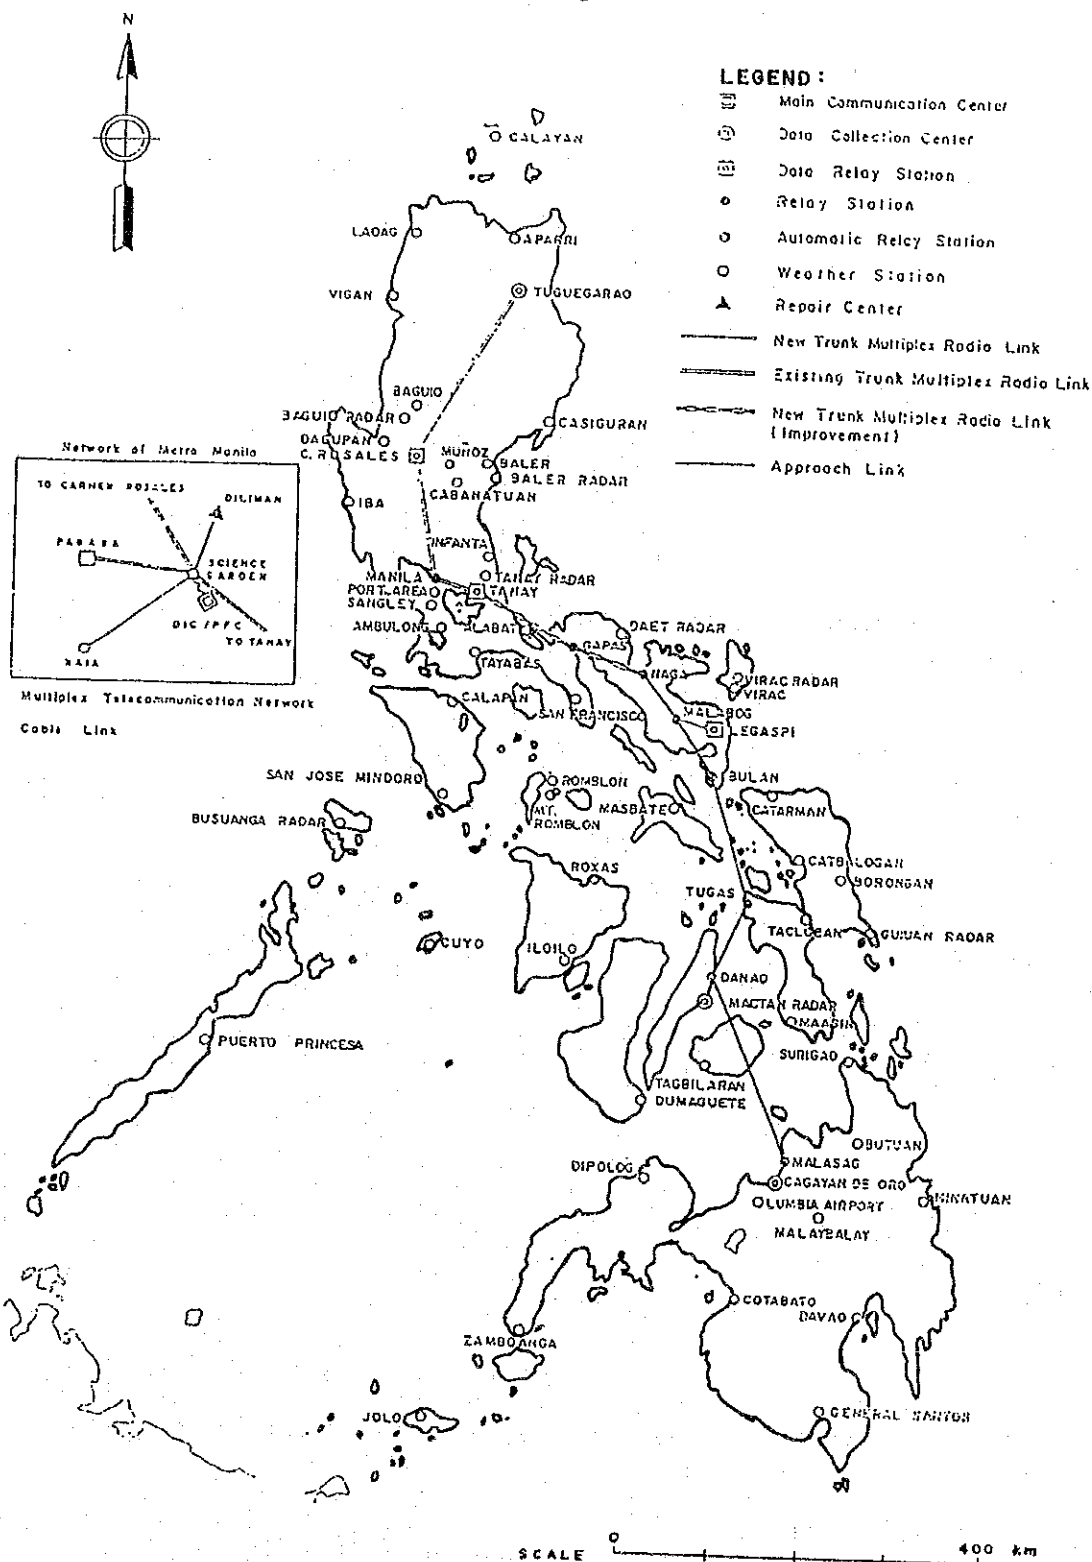 N
LEGEND :
Main Communication Center
Data Collection Center
Data Relay Station
Relay Station
Automatic Relay Station
Weather Station
Repair Center
New Trunk Multiplex Radio Link
Existing Trunk Multiplex Radio Link
New Trunk Multiplex Radio Link
(Improvement)
Approach Link
CALAYAN
LAOAG
APARRI
VIGAN
TUGUEGARAO
BAGUIO
BAGUIO RADAR
CASIGURAN
DAGUPAN
C. ROSALES
MUÑOZ
BALER
BALER RADAR
CABANATUAN
IBA
INFANTA
MANILA
TANAY RADAR
PORT AREA
TANAY
SANGLEY
AMBULONG
ALABAT
GAPAS
DAET RADAR
TAYABAS
NAGA
VIRAC RADAR
VIRAC
CALAPAN
SAN FRANCISCO
MALABOG
LEGASPI
Network of Metro Manila
TO CARMEN ROSALES
DILIMAN
SCIENCE
GARDEN
TO TANAY
NAIA
Multiplex Telecommunication Network
Cable Link
SAN JOSE MINDORO
ROMBLON
MT.
ROMBLON
MASBATE
BULAN
CATARMAN
BUSUANGA RADAR
CATBALOGAN
BORONGAN
ROXAS
TUGAS
TACLOBAN
GUIUAN RADAR
CUYO
ILOILO
DANAO
MACTAN RADAR
MAASIN
PUERTO PRINCESA
SURIGAO
TAGBILARAN
DUMAGUETE
BUTUAN
DIPOLOG
MALASAG
CAGAYAN DE ORO
HINATUAN
LUMBIA AIRPORT
MALAYBALAY
COTABATO
DAVAO
ZAMBOANGA
JOLO
GENERAL SANTOS
SCALE
0
400 km